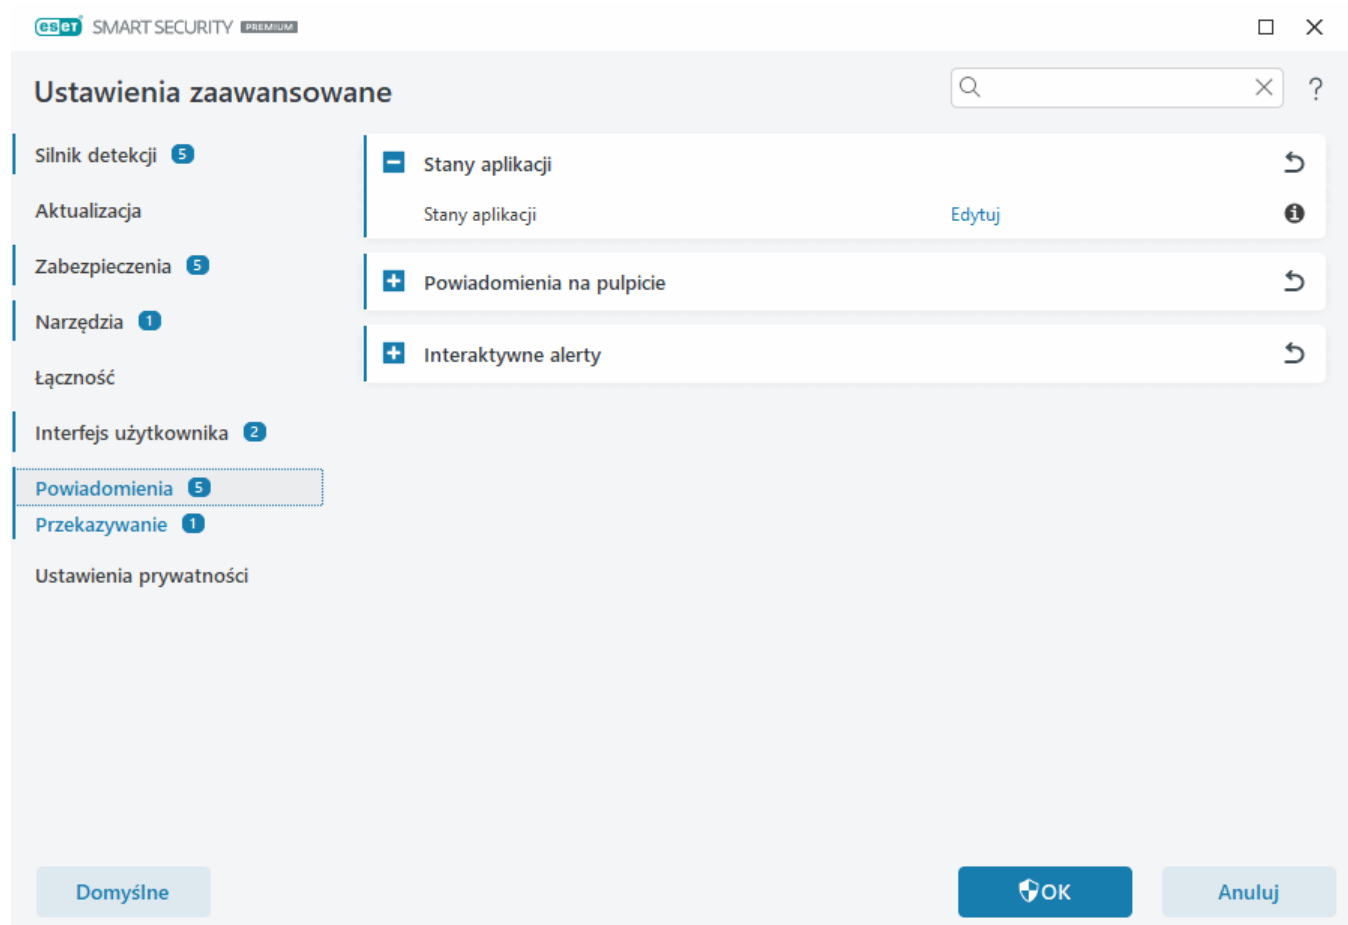 eset SMART SECURITY PREMIUM
Ustawienia zaawansowane
?
Silnik detekcji 5
Aktualizacja
Zabezpieczenia 5
Narzędzia 1
Łączność
Interfejs użytkownika 2
Powiadomienia 5
Przekazywanie 1
Ustawienia prywatności
Stany aplikacji
Stany aplikacji Edytuj
Powiadomienia na pulpicie
Interaktywne alerty
Domyślne
OK
Anuluj